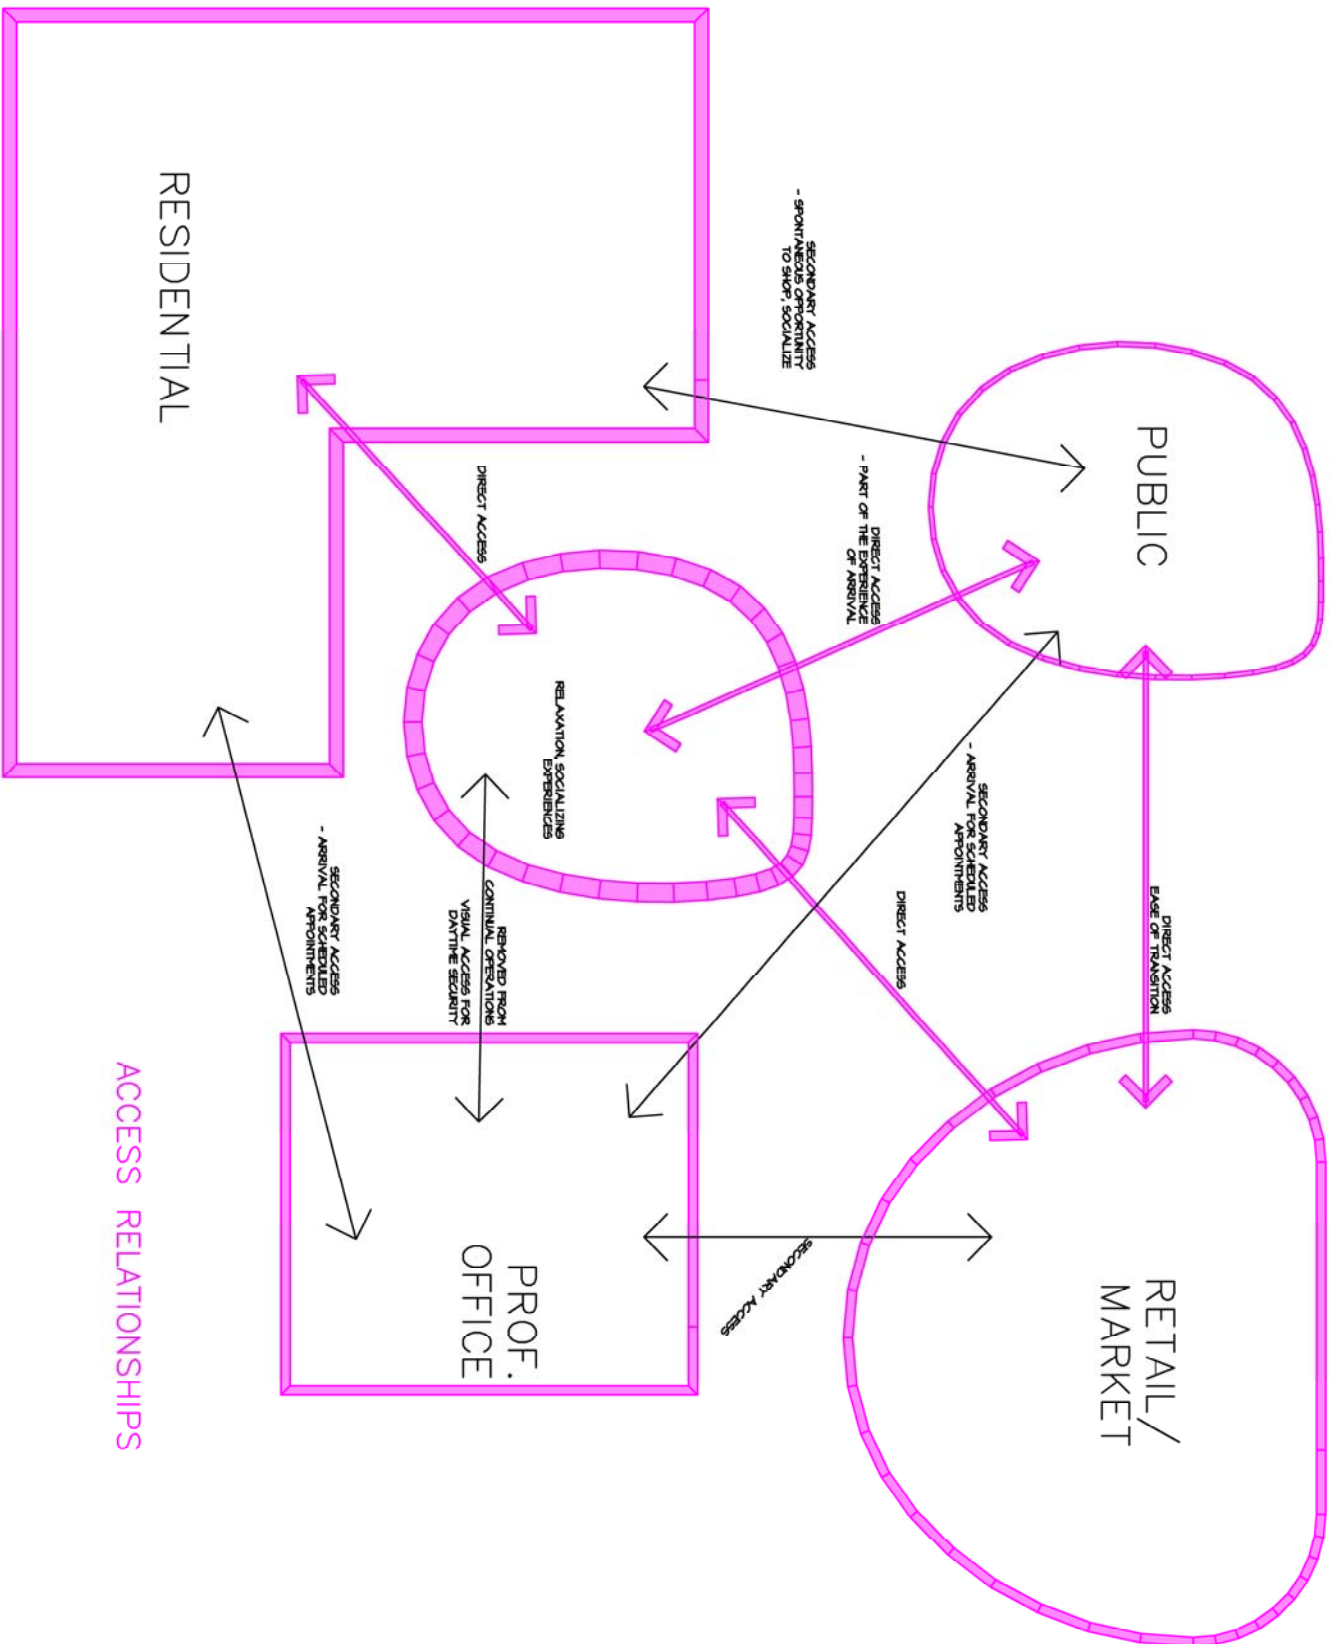 PUBLIC
RETAIL/
MARKET
DIRECT ACCESS
EASE OF TRANSITION
SECONDARY ACCESS
- ARRIVAL FOR SCHEDULED
APPOINTMENTS
DIRECT ACCESS
DIRECT ACCESS
- PART OF THE EXPERIENCE
OF ARRIVAL
SECONDARY ACCESS
- SPONTANEOUS OPPORTUNITY
TO SHOP, SOCIALIZE
SECONDARY ACCESS
RELAXATION, SOCIALIZING
EXPERIENCES
PROF.
OFFICE
REMOVED FROM
CONTINUAL OPERATIONS
VISUAL ACCESS FOR
DAYTIME SECURITY
DIRECT ACCESS
SECONDARY ACCESS
- ARRIVAL FOR SCHEDULED
APPOINTMENTS
RESIDENTIAL
ACCESS RELATIONSHIPS